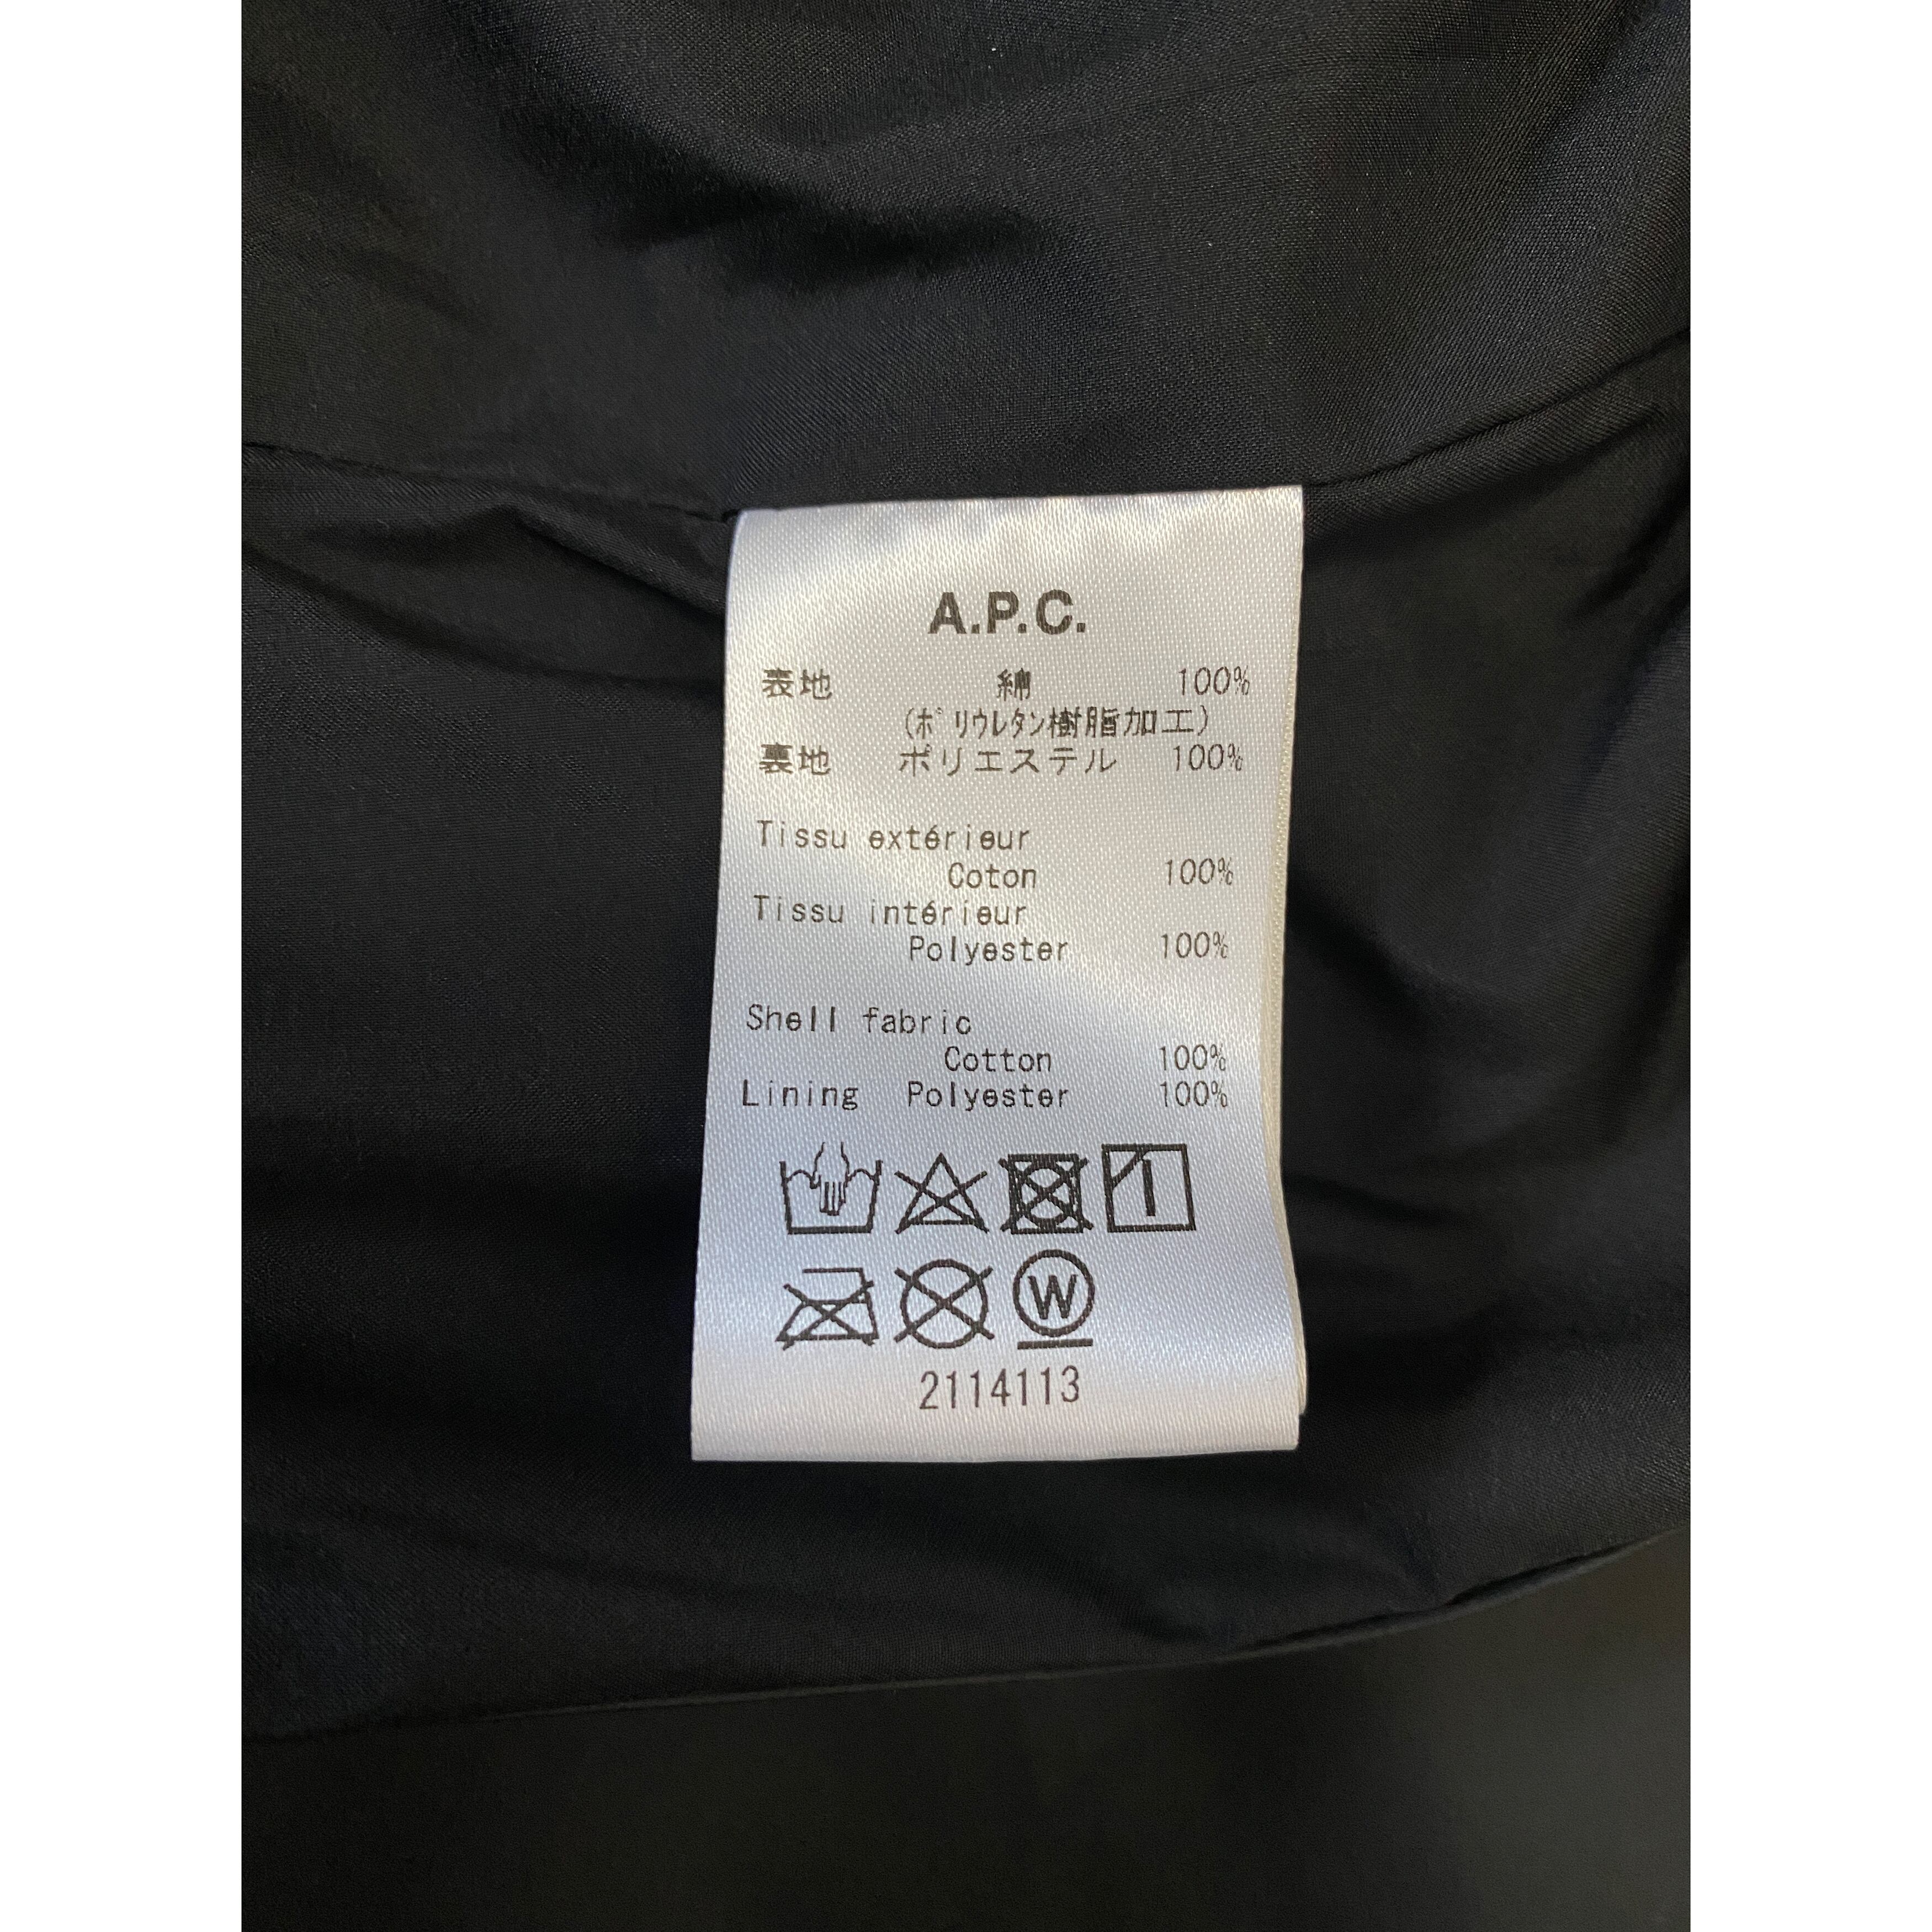 A.P.C.
表地 綿 100%
(ポリウレタン樹脂加工)
裏地 ポリエステル 100%
Tissu extérieur
Coton 100%
Tissu intérieur
Polyester 100%
Shell fabric
Cotton 100%
Lining Polyester 100%
W
2114113